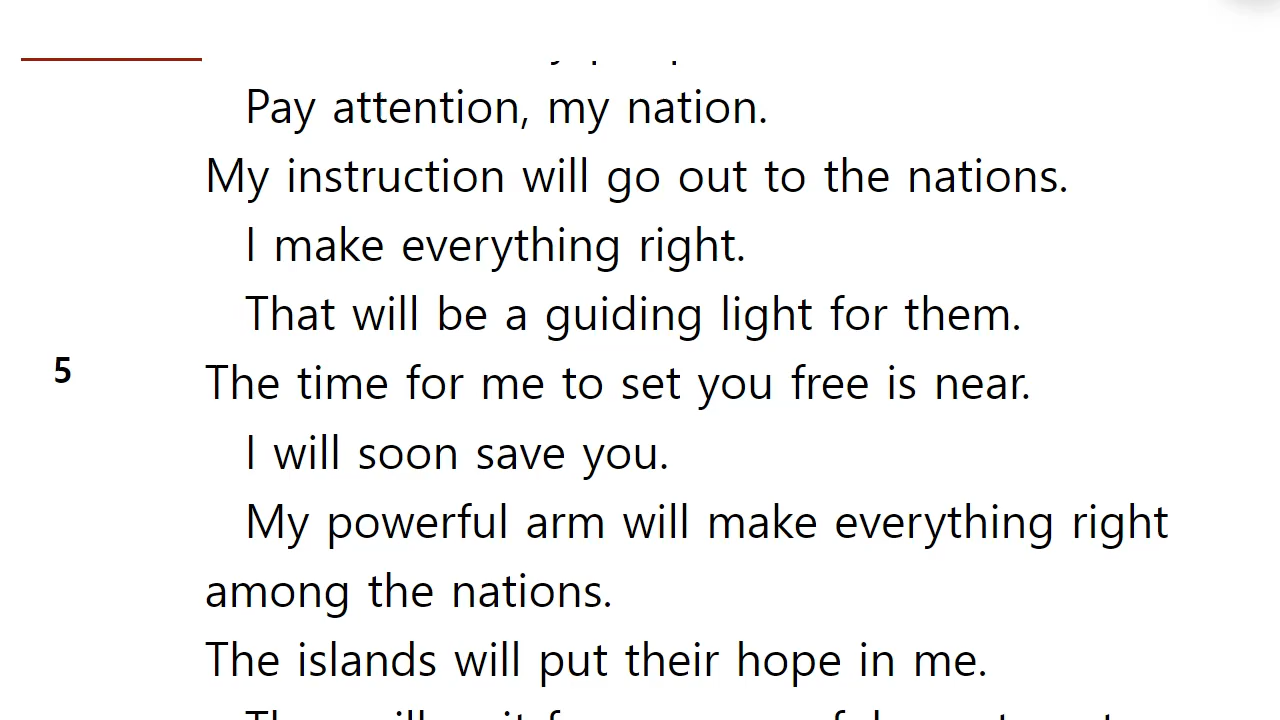 Pay attention, my nation.
My instruction will go out to the nations.
I make everything right.
That will be a guiding light for them.
5 The time for me to set you free is near.
I will soon save you.
My powerful arm will make everything right
among the nations.
The islands will put their hope in me.